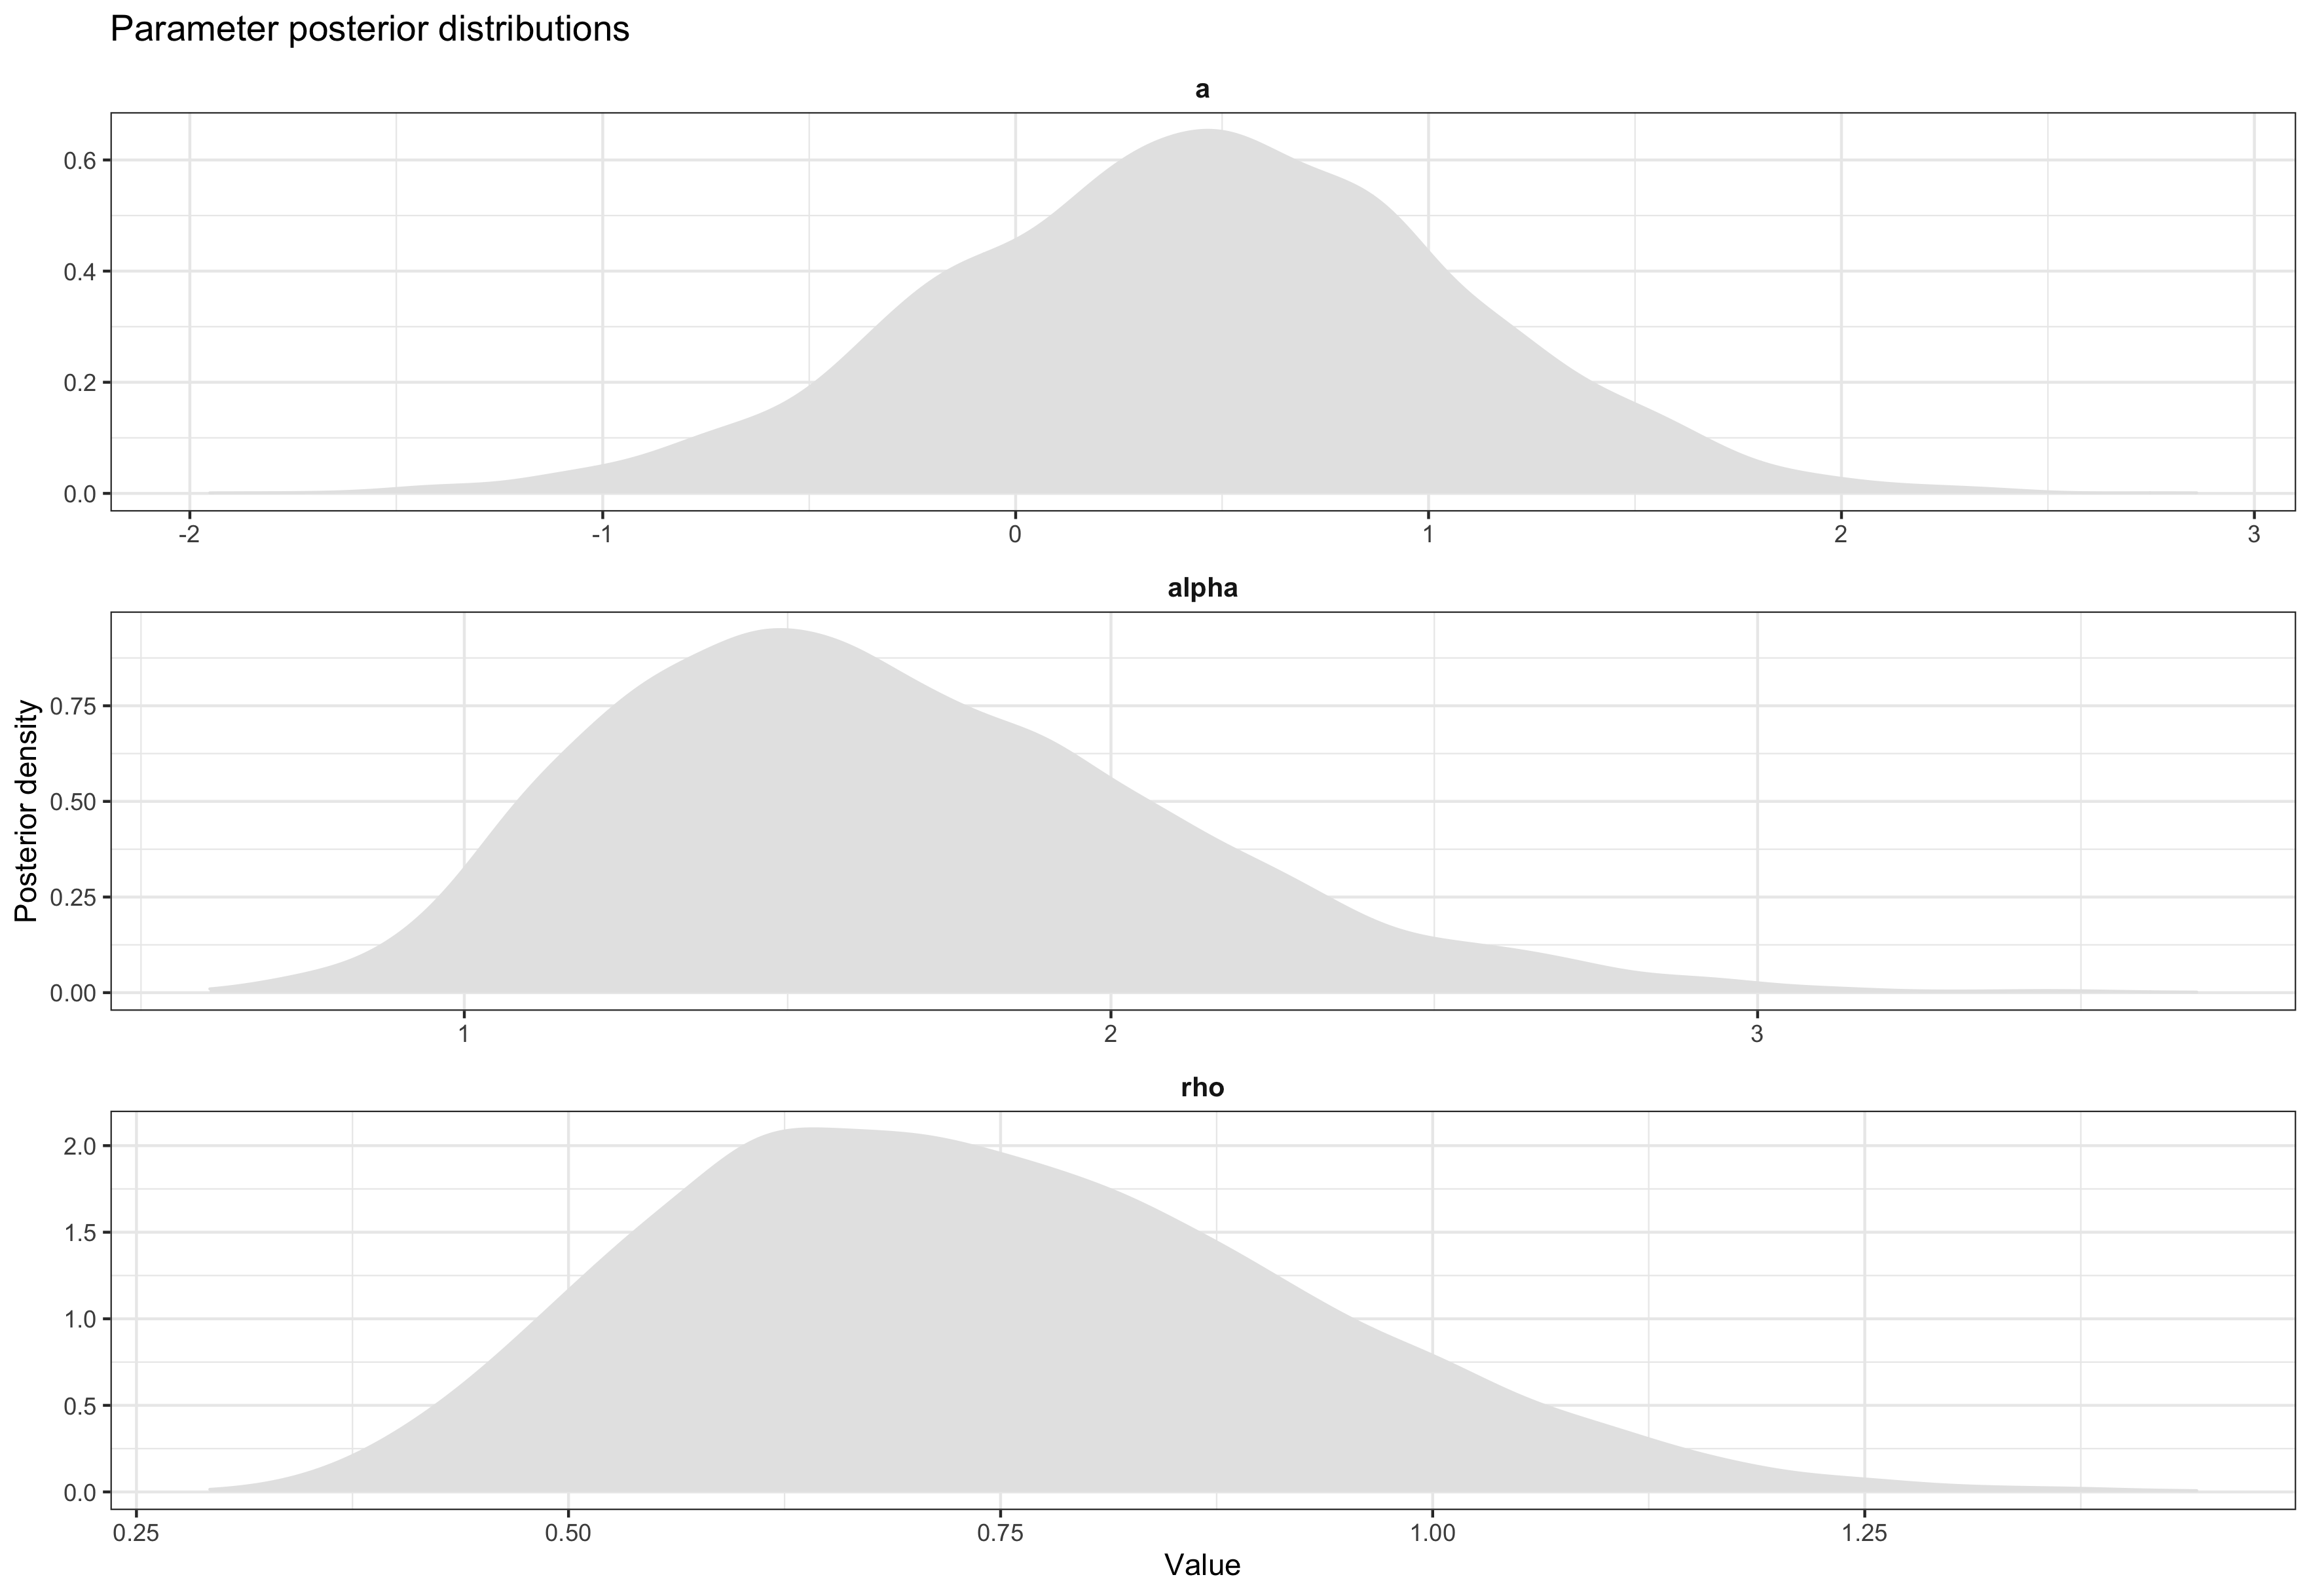 Parameter posterior distributions
a
0.6
0.4
0.2
0.0
-2 -1 0 1 2 3
alpha
Posterior density
0.75
0.50
0.25
0.00
1 2 3
rho
2.0
1.5
1.0
0.5
0.0
0.25 0.50 0.75 1.00 1.25
Value